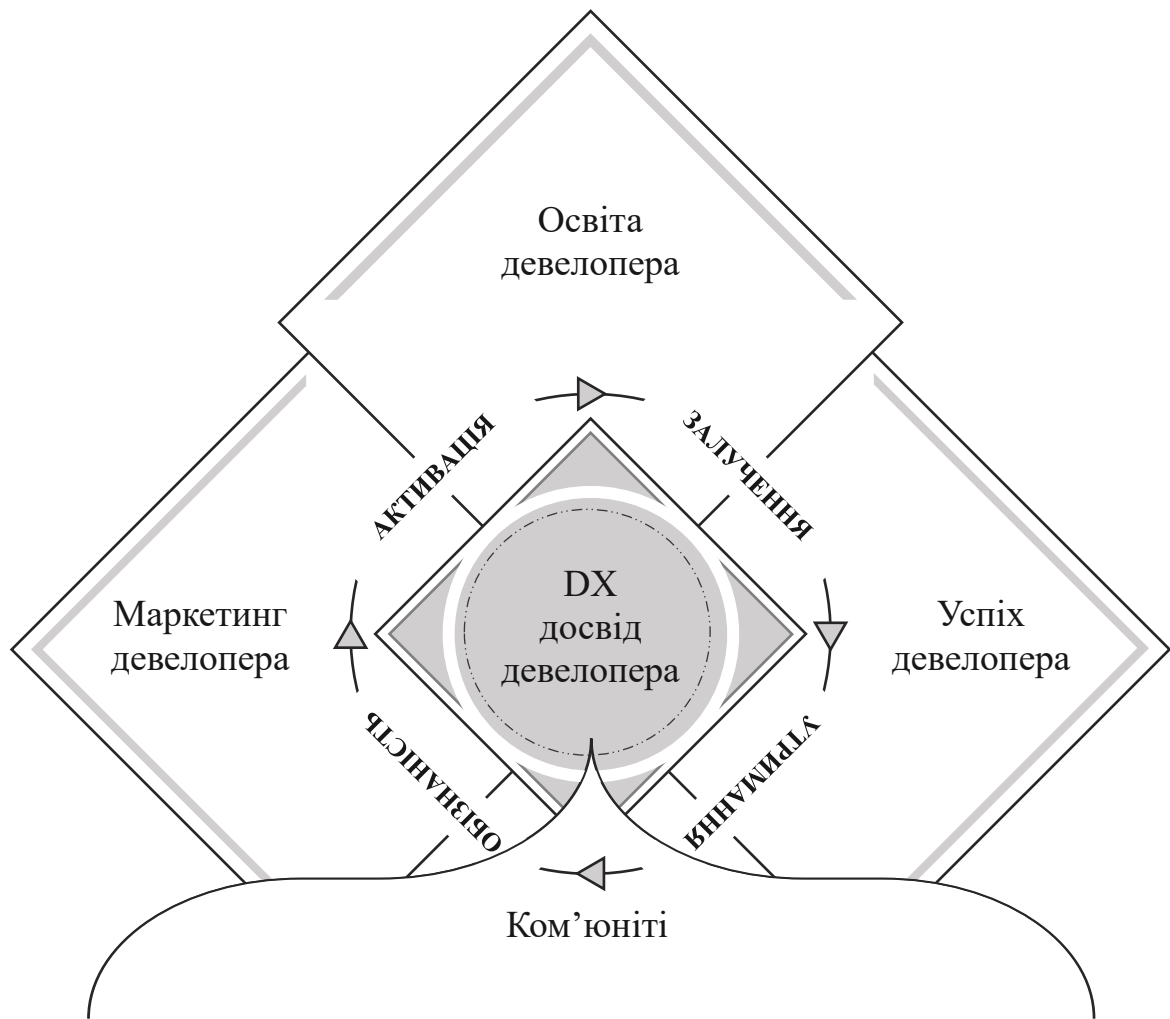 Освіта
девелопера
АКТИВАЦІЯ
ЗАЛУЧЕННЯ
Маркетинг
девелопера
DX
досвід
девелопера
Успіх
девелопера
ОБІЗНАНІСТЬ
УТРИМАННЯ
Ком’юніті